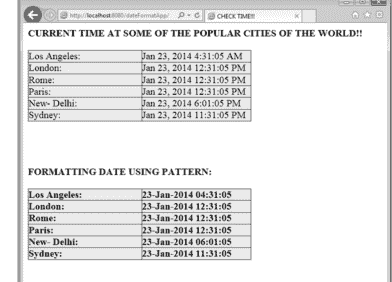 http://localhost:8080/dateFormatApp/
CHECK TIME!!!
CURRENT TIME AT SOME OF THE POPULAR CITIES OF THE WORLD!!
Los Angeles: Jan 23, 2014 4:31:05 AM
London: Jan 23, 2014 12:31:05 PM
Rome: Jan 23, 2014 12:31:05 PM
Paris: Jan 23, 2014 12:31:05 PM
New- Delhi: Jan 23, 2014 6:01:05 PM
Sydney: Jan 23, 2014 11:31:05 PM
FORMATTING DATE USING PATTERN:
Los Angeles: 23-Jan-2014 04:31:05
London: 23-Jan-2014 12:31:05
Rome: 23-Jan-2014 12:31:05
Paris: 23-Jan-2014 12:31:05
New- Delhi: 23-Jan-2014 06:01:05
Sydney: 23-Jan-2014 11:31:05